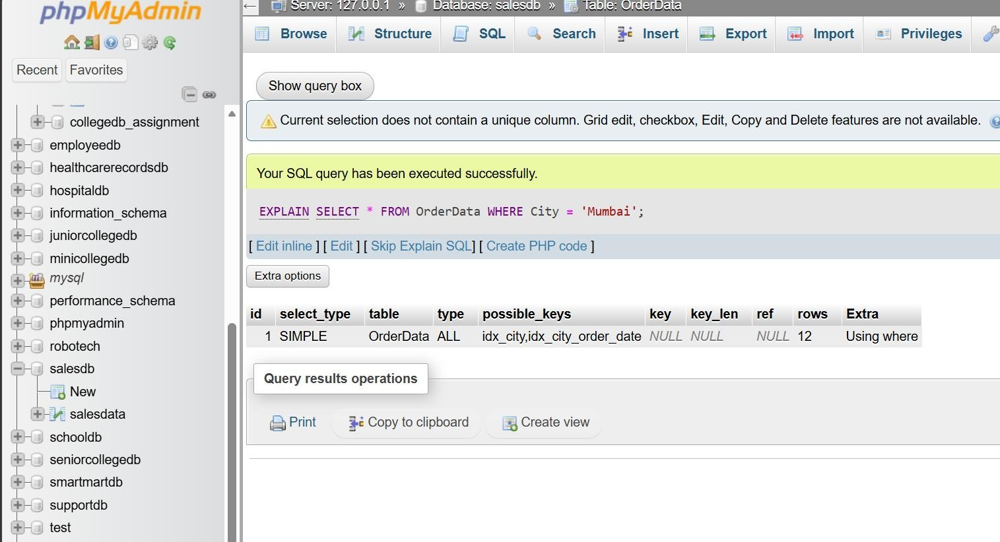 phpMyAdmin
Recent Favorites
collegedb_assignment
employeedb
healthcarerecordsdb
hospitaldb
information_schema
juniorcollegedb
minicollegedb
mysql
performance_schema
phpmyadmin
robotech
salesdb
New
salesdata
schooldb
seniorcollegedb
smartmartdb
supportdb
test
Server: 127.0.0.1 » Database: salesdb » Table: OrderData
Browse Structure SQL Search Insert Export Import Privileges
Show query box
Current selection does not contain a unique column. Grid edit, checkbox, Edit, Copy and Delete features are not available.
Your SQL query has been executed successfully.
EXPLAIN SELECT * FROM OrderData WHERE City = 'Mumbai';
[ Edit inline ] [ Edit ] [ Skip Explain SQL] [ Create PHP code ]
Extra options
id select_type table type possible_keys key key_len ref rows Extra
1 SIMPLE OrderData ALL idx_city,idx_city_order_date NULL NULL NULL 12 Using where
Query results operations
Print Copy to clipboard Create view